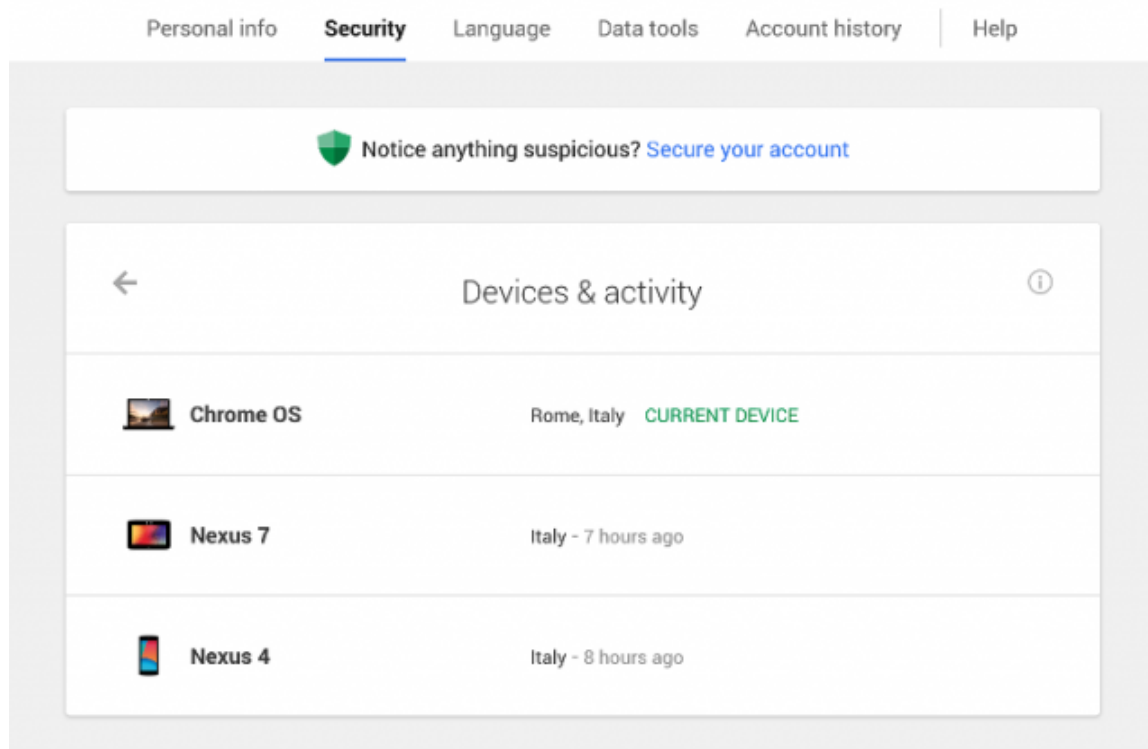 Personal info Security Language Data tools Account history Help
Notice anything suspicious? Secure your account
Devices & activity
Chrome OS Rome, Italy CURRENT DEVICE
Nexus 7 Italy - 7 hours ago
Nexus 4 Italy - 8 hours ago